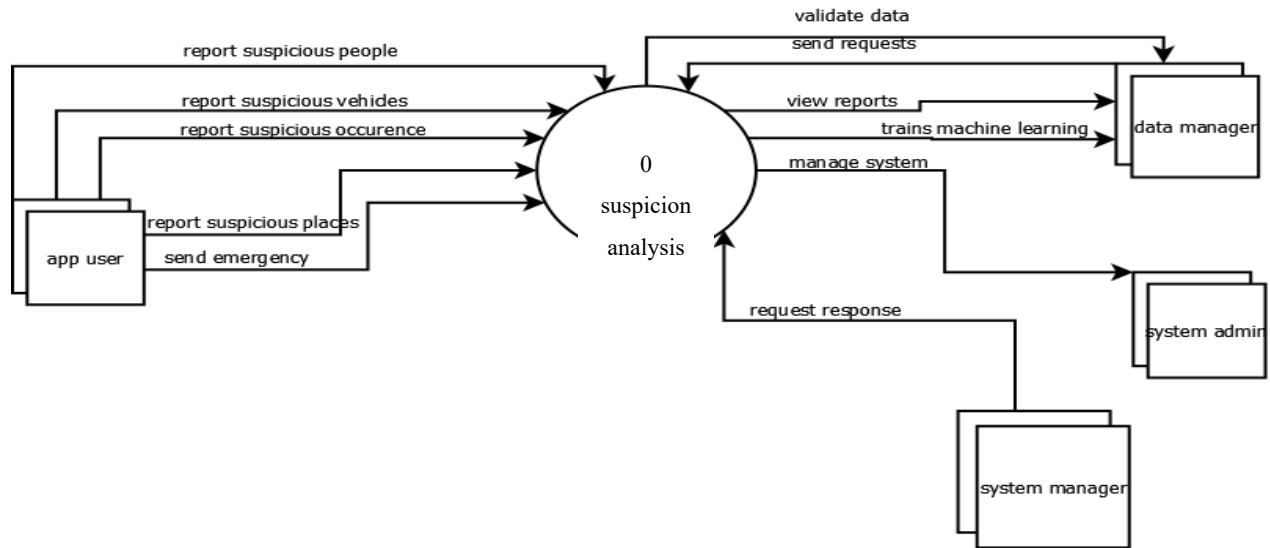 validate data
send requests
report suspicious people
report suspicious vehicles
view reports
report suspicious occurence
trains machine learning
data manager
manage system
0
suspicion
analysis
report suspicious places
app user
send emergency
request response
system admin
system manager